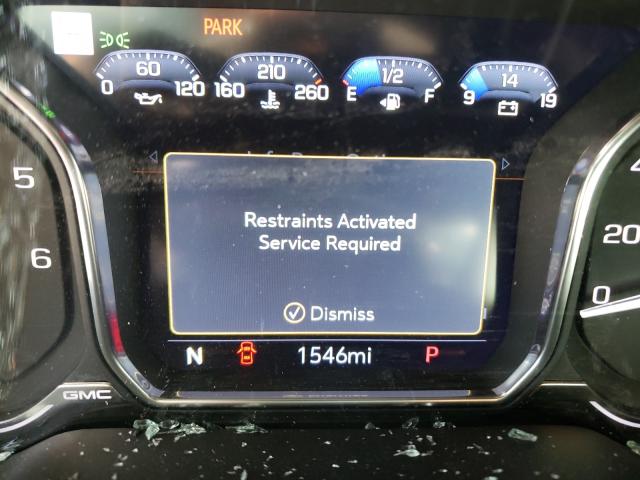 PARK
60
0 120
210
160 260
1/2
E F
14
9 19
5
6
4
20
0
Restraints Activated
Service Required
Dismiss
N 1546mi P
GMC